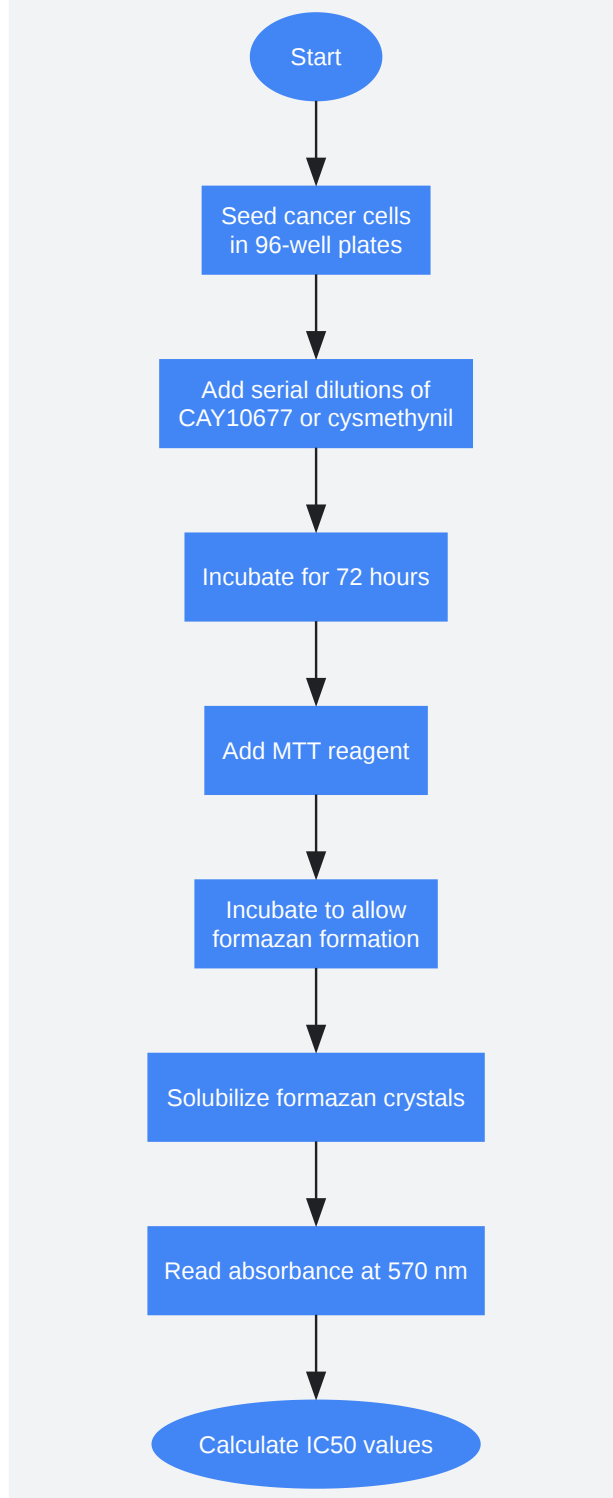 Start
Seed cancer cells
in 96-well plates
Add serial dilutions of
CAY10677 or cysmethynil
Incubate for 72 hours
Add MTT reagent
Incubate to allow
formazan formation
Solubilize formazan crystals
Read absorbance at 570 nm
Calculate IC50 values